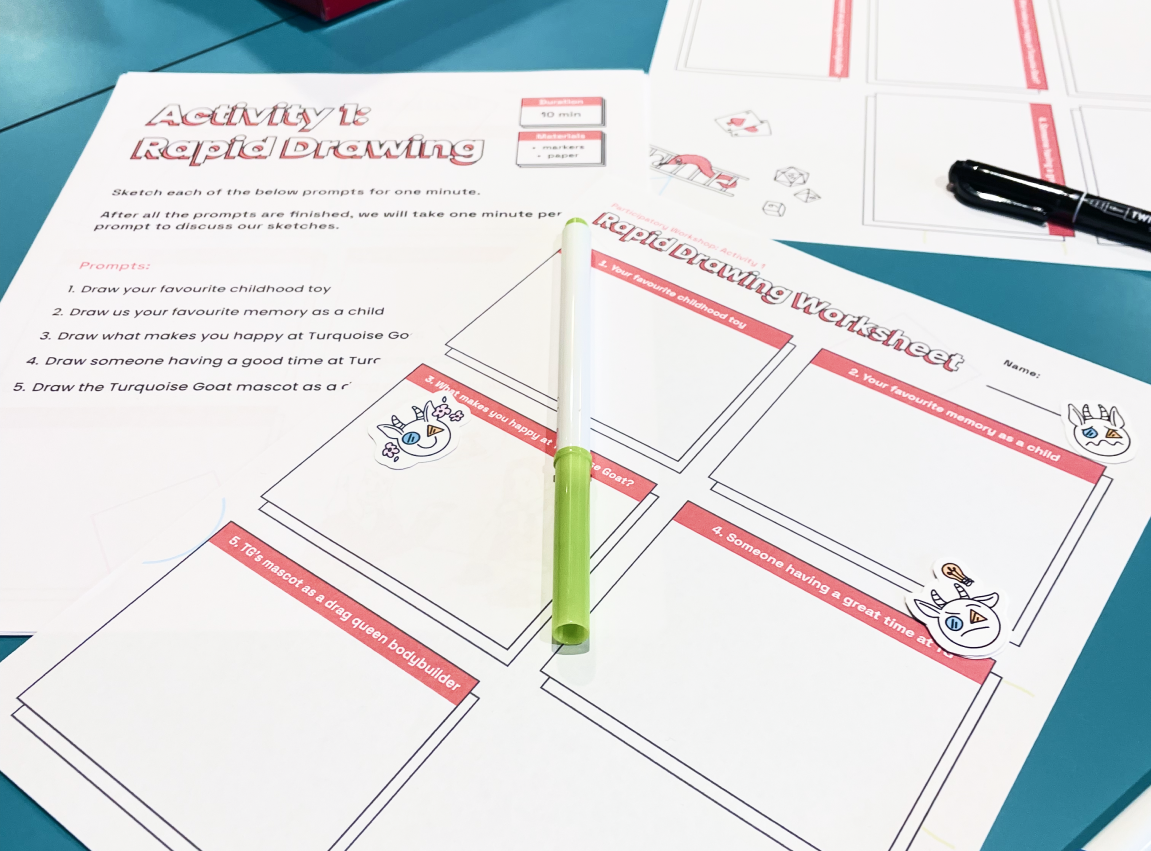 Activity 1:
Rapid Drawing
Duration
10 min
Materials
• markers
• paper
Sketch each of the below prompts for one minute.
After all the prompts are finished, we will take one minute per
prompt to discuss our sketches.
Prompts:
1. Draw your favourite childhood toy
2. Draw us your favourite memory as a child
3. Draw what makes you happy at Turquoise Go
4. Draw someone having a good time at Tur
5. Draw the Turquoise Goat mascot as a
Participatory Workshop: Activity 1
Rapid Drawing Worksheet
Name:
1. Your favourite childhood toy
2. Your favourite memory as a child
3. What makes you happy at Goat?
4. Someone having a great time at
5. TG's mascot as a drag queen bodybuilder
TWI